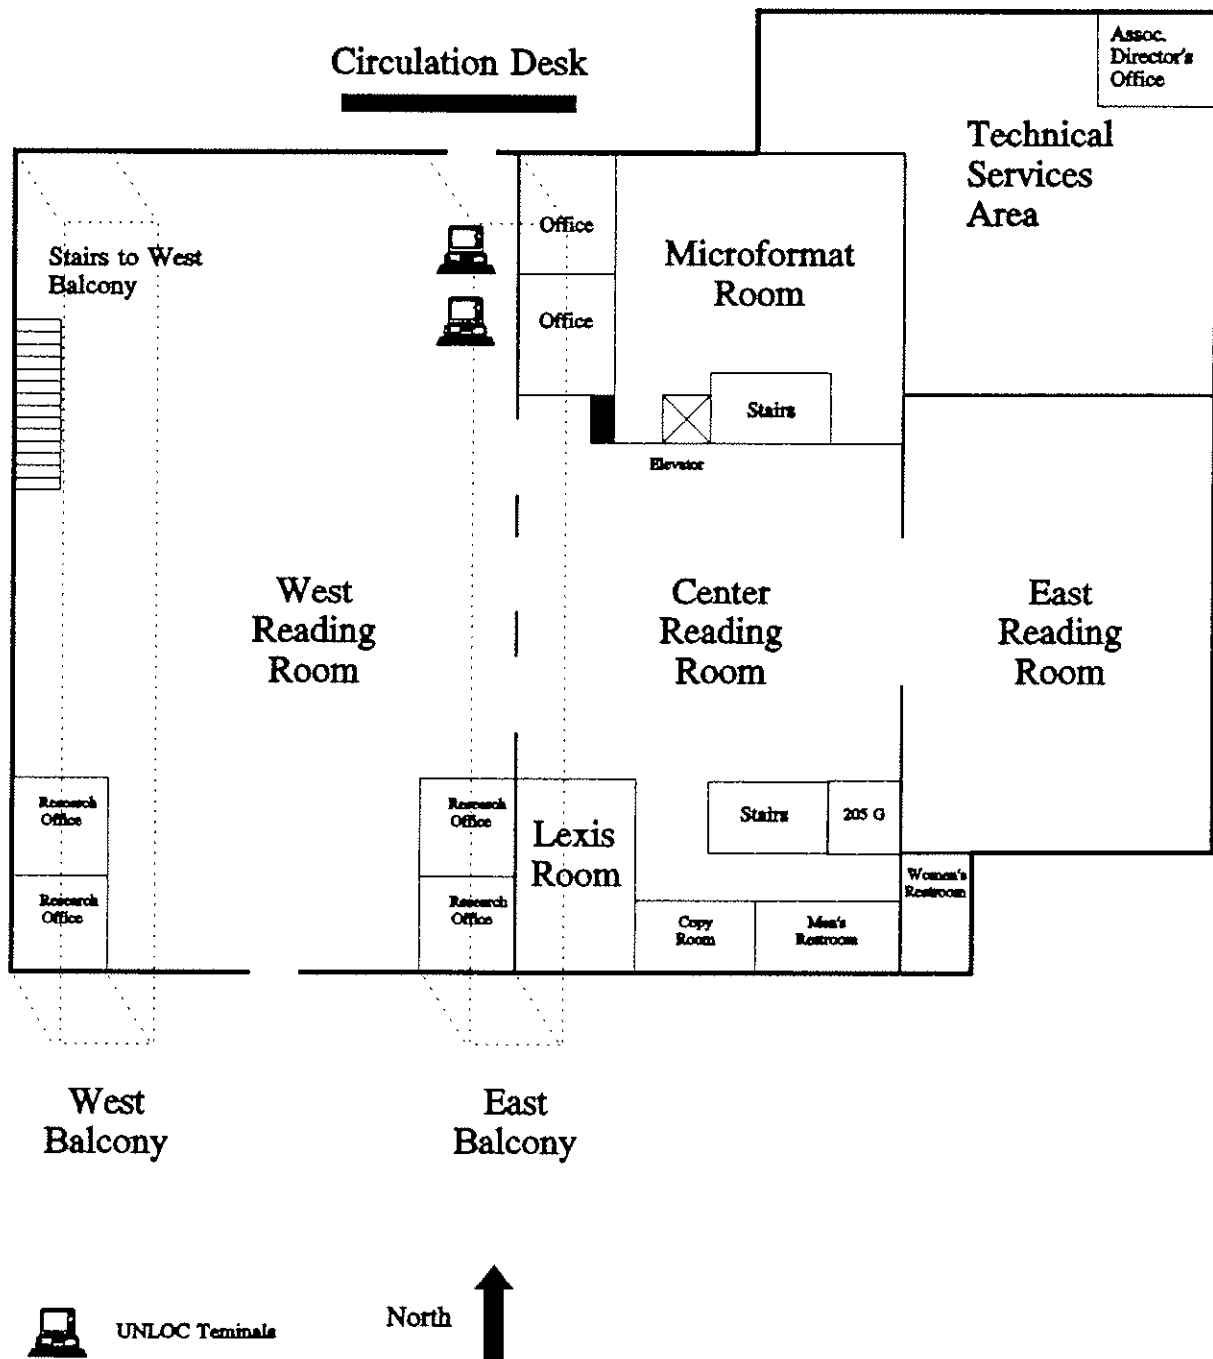 Circulation Desk
Assoc.
Director's
Office
Technical
Services
Area
Office
Stairs to West
Balcony
Microformat
Room
Office
Stairs
Elevator
West
Reading
Room
Center
Reading
Room
East
Reading
Room
Research
Office
Research
Office
Lexis
Room
Stairs
205 G
Research
Office
Research
Office
Women's
Restroom
Copy
Room
Men's
Restroom
West
Balcony
East
Balcony
UNLOC Teminals
North